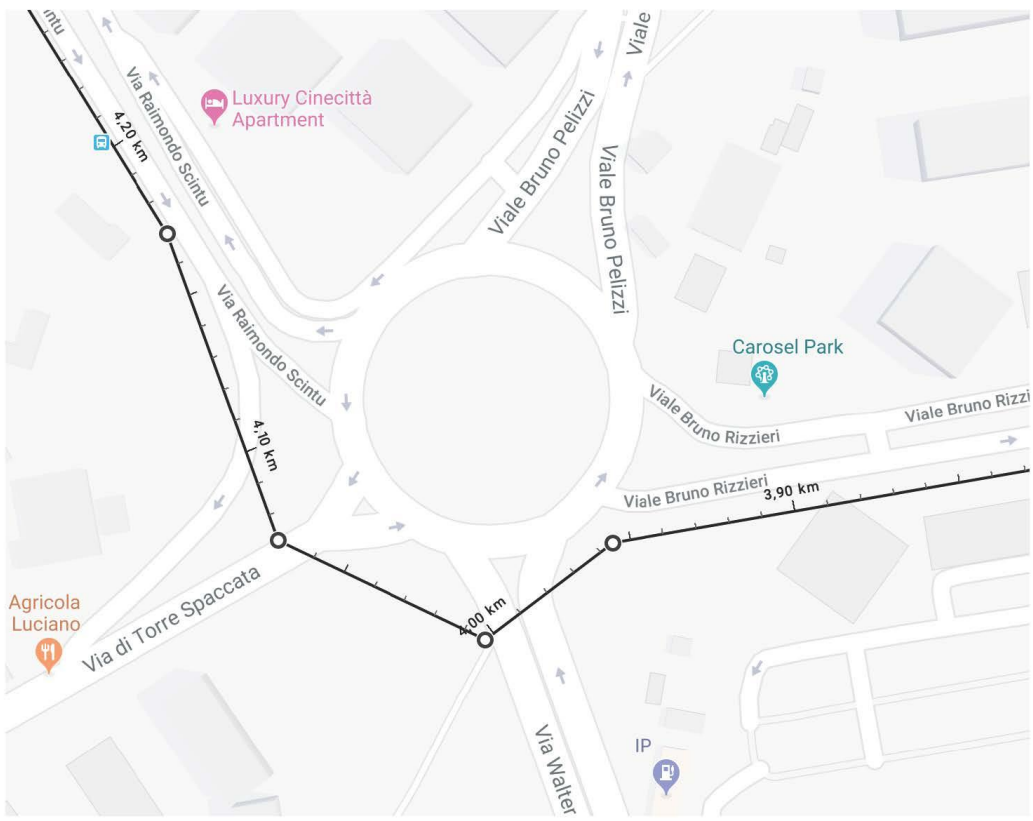 ntu
Viale
Via Raimondo Scintu
Luxury Cinecittà
Apartment
4,20 km
Viale Bruno Pelizzi
Viale Bruno Pelizzi
Via Raimondo Scintu
Carosel Park
Viale Bruno Rizzieri
Viale Bruno Rizzi
4,10 km
Viale Bruno Rizzieri
3,90 km
Agricola
Luciano
Via di Torre Spaccata
4,00 km
Via Walter
IP